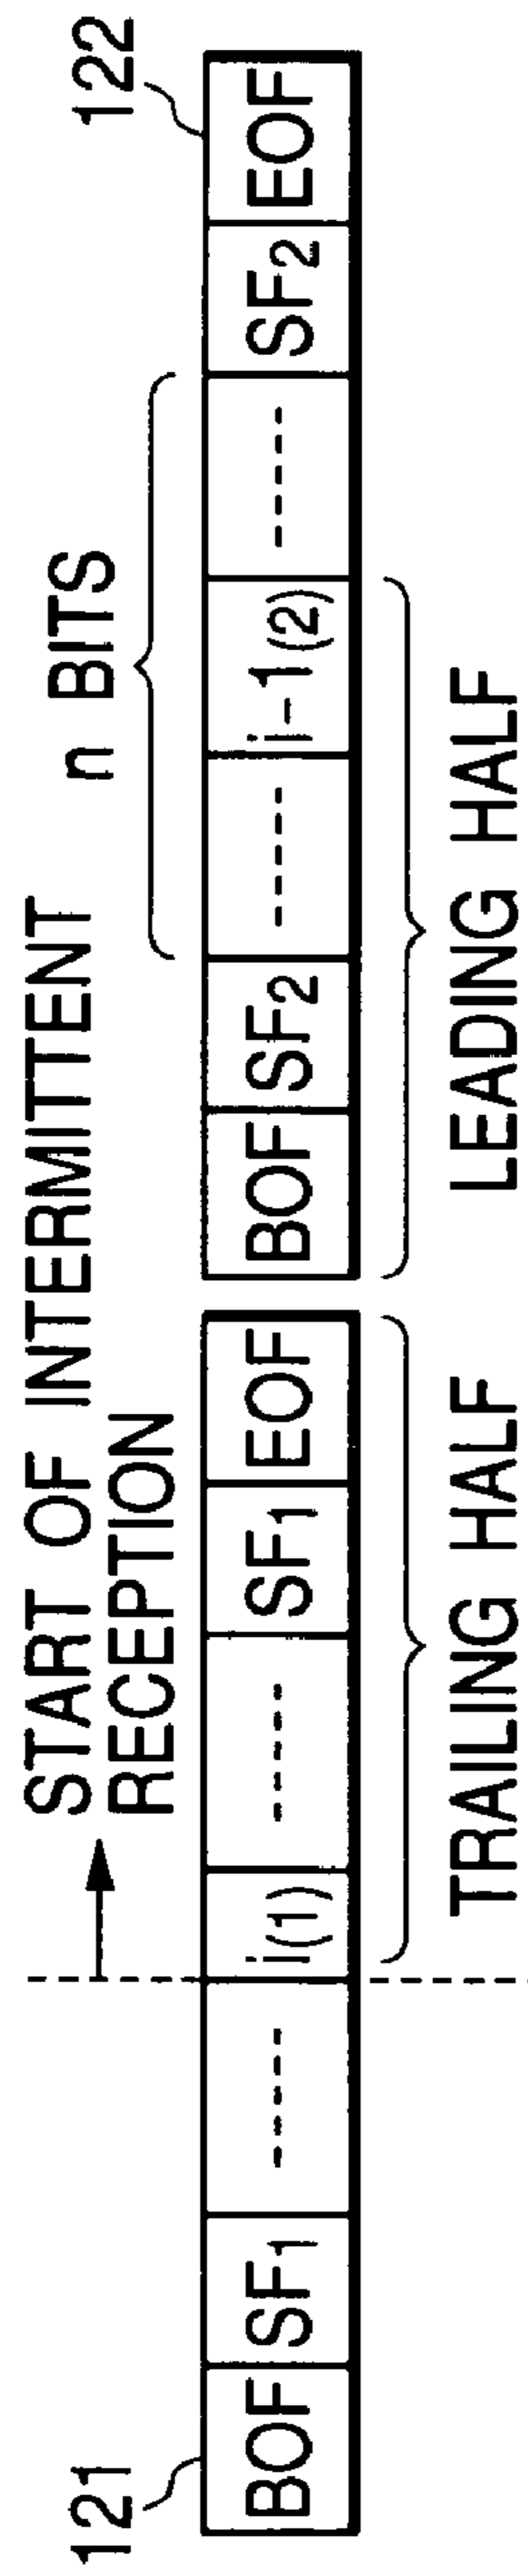 START OF INTERMITTENT
RECEPTION
n BITS
121
122
BOF SF1 ----- i(1) ----- SF1 EOF
BOF SF2 ----- i-1(2) ----- SF2 EOF
TRAILING HALF
LEADING HALF